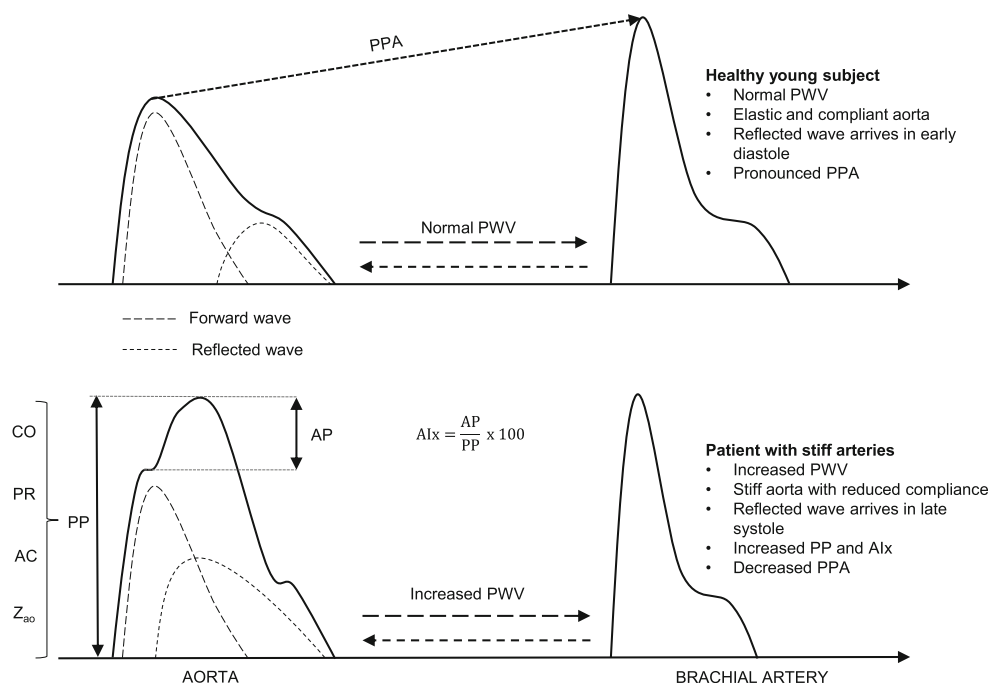 PPA
Healthy young subject
• Normal PWV
• Elastic and compliant aorta
• Reflected wave arrives in early
diastole
• Pronounced PPA
Normal PWV
Forward wave
Reflected wave
CO
PR
PP
AC
Zao
AP
AIx = AP/PP x 100
Patient with stiff arteries
• Increased PWV
• Stiff aorta with reduced compliance
• Reflected wave arrives in late
systole
• Increased PP and AIx
• Decreased PPA
Increased PWV
AORTA
BRACHIAL ARTERY